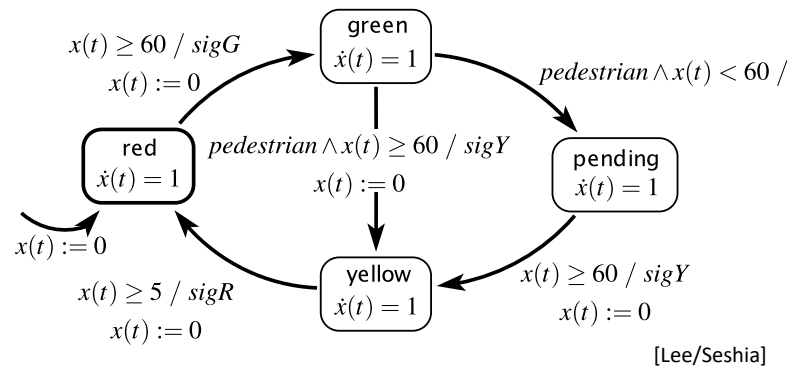 green
ẋ(t) = 1
x(t) ≥ 60 / sigG
x(t) := 0
pedestrian ∧ x(t) < 60 /
red
ẋ(t) = 1
pedestrian ∧ x(t) ≥ 60 / sigY
x(t) := 0
pending
ẋ(t) = 1
x(t) := 0
yellow
ẋ(t) = 1
x(t) ≥ 5 / sigR
x(t) := 0
x(t) ≥ 60 / sigY
x(t) := 0
[Lee/Seshia]